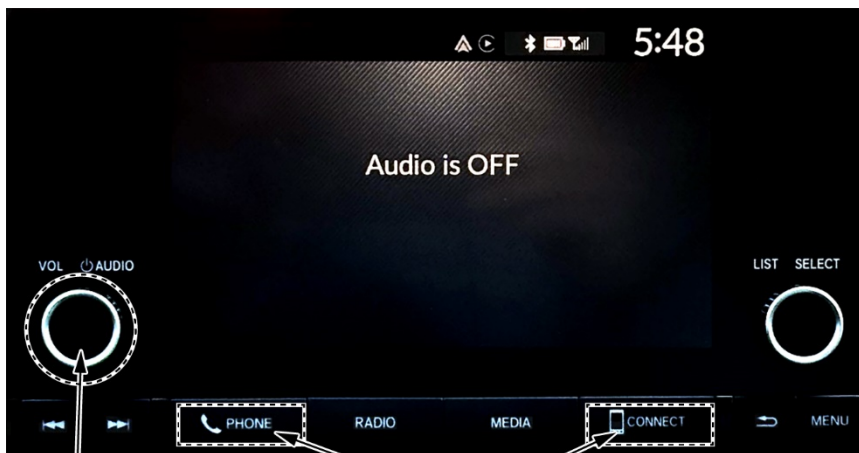 5:48
Audio is OFF
VOL AUDIO
LIST SELECT
PHONE RADIO MEDIA CONNECT MENU